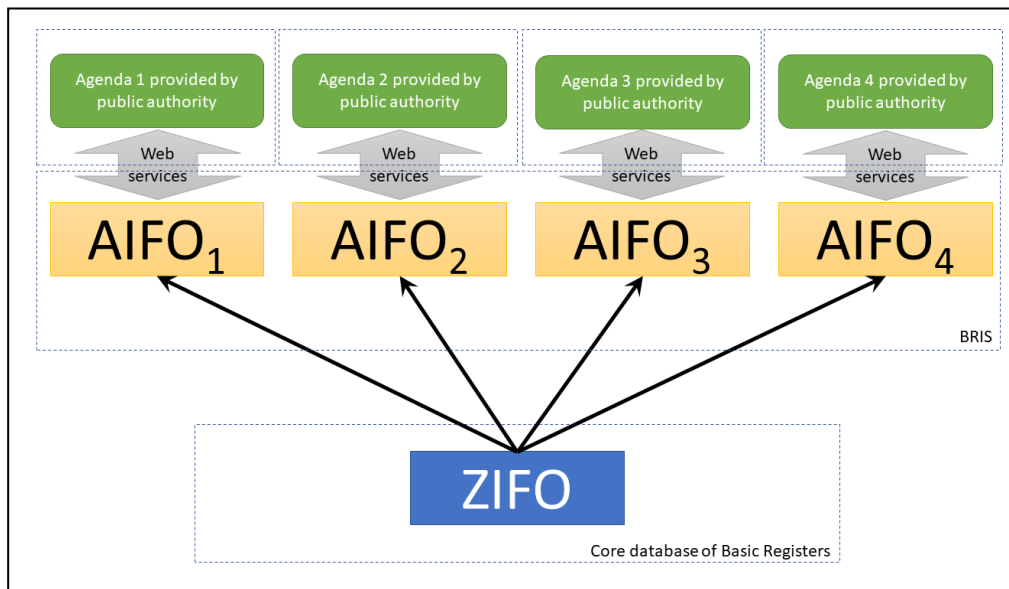 Agenda 1 provided by
public authority
Agenda 2 provided by
public authority
Agenda 3 provided by
public authority
Agenda 4 provided by
public authority
Web
services
Web
services
Web
services
Web
services
AIFO1
AIFO2
AIFO3
AIFO4
BRIS
ZIFO
Core database of Basic Registers